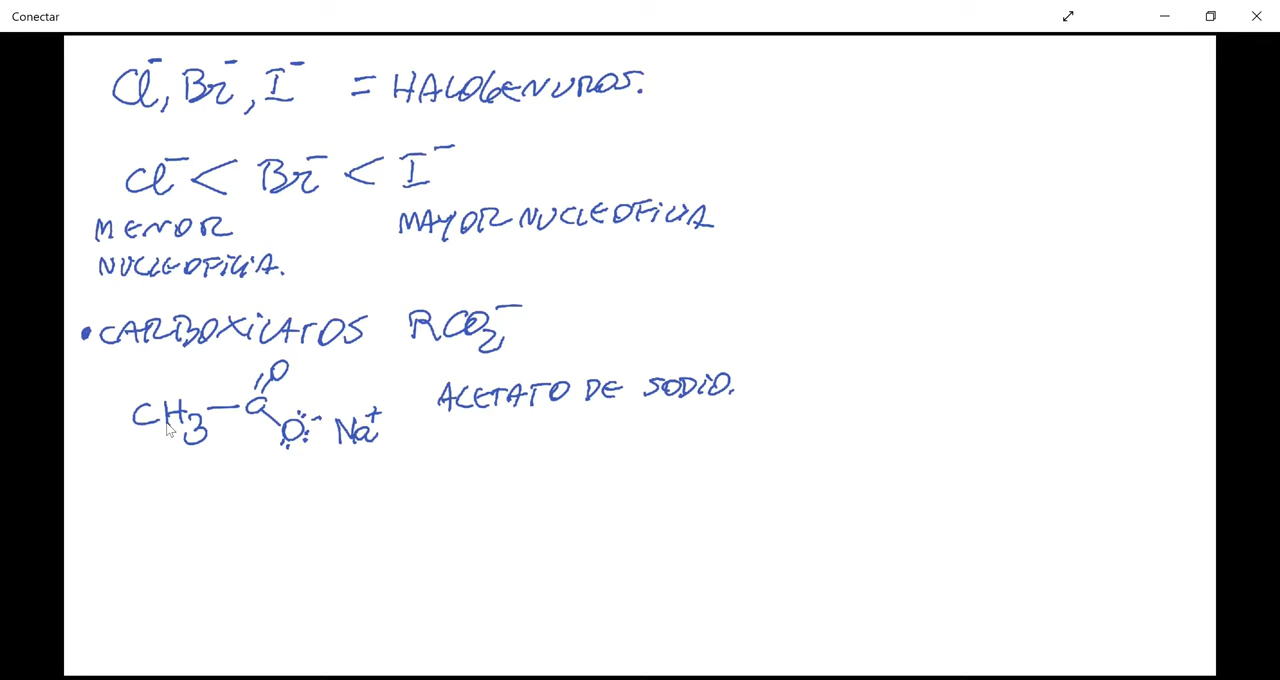 Conectar
Cl⁻, Br⁻, I⁻ = HALOGENUROS.
Cl⁻ < Br⁻ < I⁻
MENOR MAYOR NUCLEOFILIA
NUCLEOFILIA.
• CARBOXILATOS RCO₂⁻
O
CH₃—C ACETATO DE SODIO.
O⁻ Na⁺